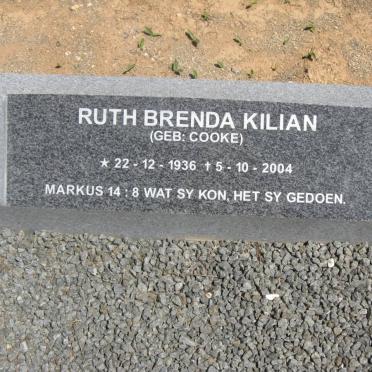 RUTH BRENDA KILIAN
(GEB: COOKE)
★ 22 - 12 - 1936 ✝ 5 - 10 - 2004
MARKUS 14 : 8 WAT SY KON, HET SY GEDOEN.